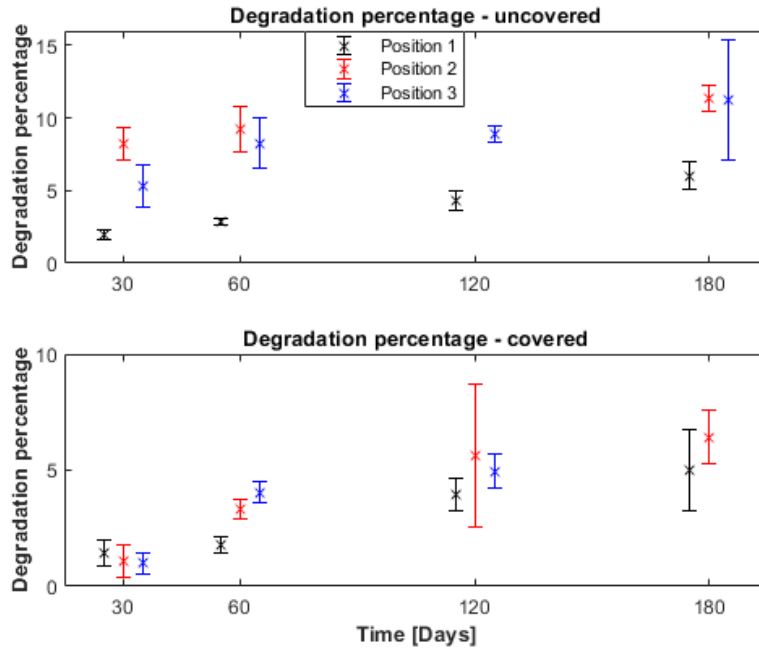 Degradation percentage - uncovered
Degradation percentage
15
10
5
0
Position 1
Position 2
Position 3
30 60 120 180
Degradation percentage - covered
Degradation percentage
10
5
0
30 60 120 180
Time [Days]